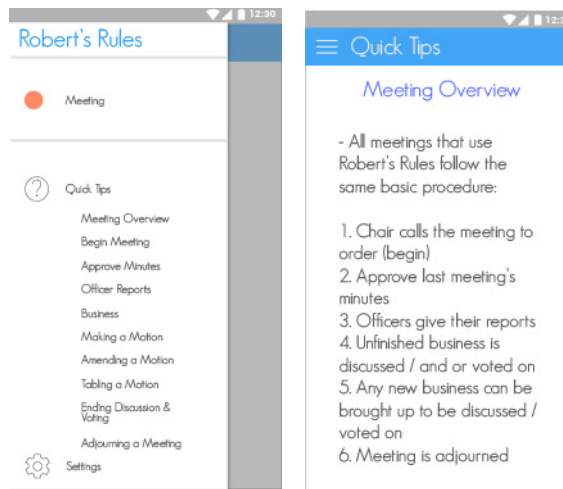 12:30
Robert's Rules
Meeting
Quick Tips
Meeting Overview
Begin Meeting
Approve Minutes
Officer Reports
Business
Making a Motion
Amending a Motion
Tabling a Motion
Ending Discussion &
Voting
Adjourning a Meeting
Settings
Quick Tips
Meeting Overview
- All meetings that use
Robert's Rules follow the
same basic procedure:
1. Chair calls the meeting to
order (begin)
2. Approve last meeting's
minutes
3. Officers give their reports
4. Unfinished business is
discussed / and or voted on
5. Any new business can be
brought up to be discussed /
voted on
6. Meeting is adjourned